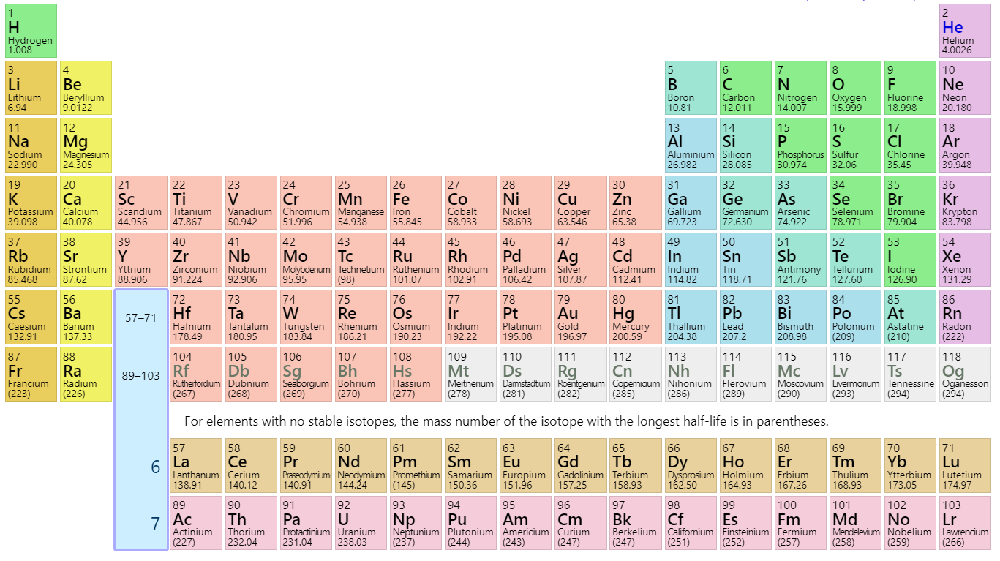 1 2
H He
Hydrogen Helium
1.008 4.0026
3 4 5 6 7 8 9 10
Li Be B C N O F Ne
Lithium Beryllium Boron Carbon Nitrogen Oxygen Fluorine Neon
6.94 9.0122 10.81 12.011 14.007 15.999 18.998 20.180
11 12 13 14 15 16 17 18
Na Mg Al Si P S Cl Ar
Sodium Magnesium Aluminium Silicon Phosphorus Sulfur Chlorine Argon
22.990 24.305 26.982 28.085 30.974 32.06 35.45 39.948
19 20 21 22 23 24 25 26 27 28 29 30 31 32 33 34 35 36
K Ca Sc Ti V Cr Mn Fe Co Ni Cu Zn Ga Ge As Se Br Kr
Potassium Calcium Scandium Titanium Vanadium Chromium Manganese Iron Cobalt Nickel Copper Zinc Gallium Germanium Arsenic Selenium Bromine Krypton
39.098 40.078 44.956 47.867 50.942 51.996 54.938 55.845 58.933 58.693 63.546 65.38 69.723 72.630 74.922 78.971 79.904 83.798
37 38 39 40 41 42 43 44 45 46 47 48 49 50 51 52 53 54
Rb Sr Y Zr Nb Mo Tc Ru Rh Pd Ag Cd In Sn Sb Te I Xe
Rubidium Strontium Yttrium Zirconium Niobium Molybdenum Technetium Ruthenium Rhodium Palladium Silver Cadmium Indium Tin Antimony Tellurium Iodine Xenon
85.468 87.62 88.906 91.224 92.906 95.95 (98) 101.07 102.91 106.42 107.87 112.41 114.82 118.71 121.76 127.60 126.90 131.29
55 56 72 73 74 75 76 77 78 79 80 81 82 83 84 85 86
Cs Ba 57–71 Hf Ta W Re Os Ir Pt Au Hg Tl Pb Bi Po At Rn
Caesium Barium Hafnium Tantalum Tungsten Rhenium Osmium Iridium Platinum Gold Mercury Thallium Lead Bismuth Polonium Astatine Radon
132.91 137.33 178.49 180.95 183.84 186.21 190.23 192.22 195.08 196.97 200.59 204.38 207.2 208.98 (209) (210) (222)
87 88 104 105 106 107 108 109 110 111 112 113 114 115 116 117 118
Fr Ra 89–103 Rf Db Sg Bh Hs Mt Ds Rg Cn Nh Fl Mc Lv Ts Og
Francium Radium Rutherfordium Dubnium Seaborgium Bohrium Hassium Meitnerium Darmstadtium Roentgenium Copernicium Nihonium Flerovium Moscovium Livermorium Tennessine Oganesson
(223) (226) (267) (268) (269) (270) (277) (278) (281) (282) (285) (286) (289) (290) (293) (294) (294)
For elements with no stable isotopes, the mass number of the isotope with the longest half-life is in parentheses.
57 58 59 60 61 62 63 64 65 66 67 68 69 70 71
6 La Ce Pr Nd Pm Sm Eu Gd Tb Dy Ho Er Tm Yb Lu
Lanthanum Cerium Praseodymium Neodymium Promethium Samarium Europium Gadolinium Terbium Dysprosium Holmium Erbium Thulium Ytterbium Lutetium
138.91 140.12 140.91 144.24 (145) 150.36 151.96 157.25 158.93 162.50 164.93 167.26 168.93 173.05 174.97
89 90 91 92 93 94 95 96 97 98 99 100 101 102 103
7 Ac Th Pa U Np Pu Am Cm Bk Cf Es Fm Md No Lr
Actinium Thorium Protactinium Uranium Neptunium Plutonium Americium Curium Berkelium Californium Einsteinium Fermium Mendelevium Nobelium Lawrencium
(227) 232.04 231.04 238.03 (237) (244) (243) (247) (247) (251) (252) (257) (258) (259) (266)